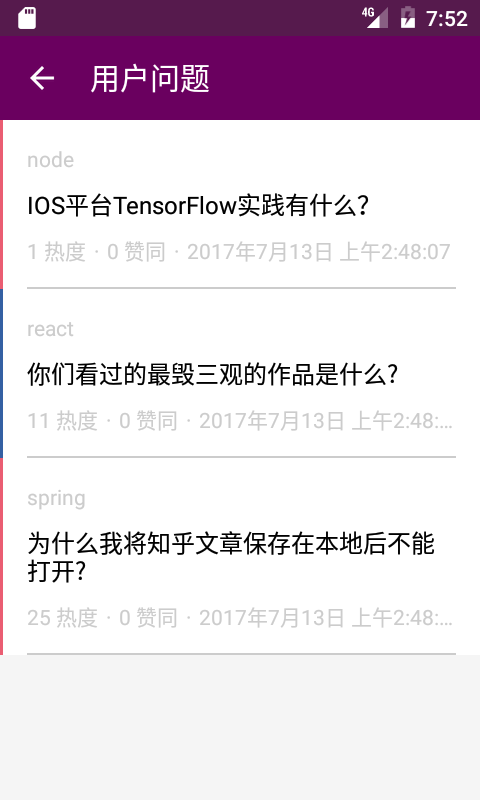 4G 7:52
用户问题
node
IOS平台TensorFlow实践有什么?
1 热度 · 0 赞同 · 2017年7月13日 上午2:48:07
react
你们看过的最毁三观的作品是什么?
11 热度 · 0 赞同 · 2017年7月13日 上午2:48:...
spring
为什么我将知乎文章保存在本地后不能
打开?
25 热度 · 0 赞同 · 2017年7月13日 上午2:48:...